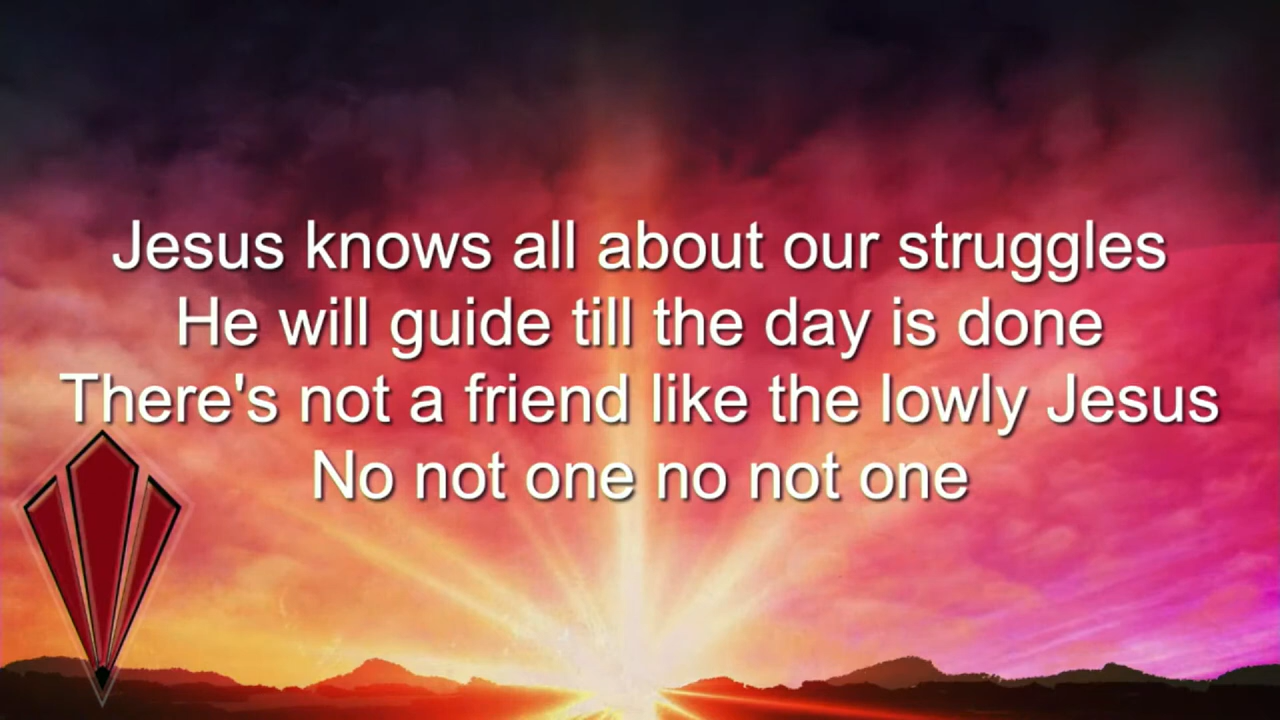 Jesus knows all about our struggles
He will guide till the day is done
There's not a friend like the lowly Jesus
No not one no not one